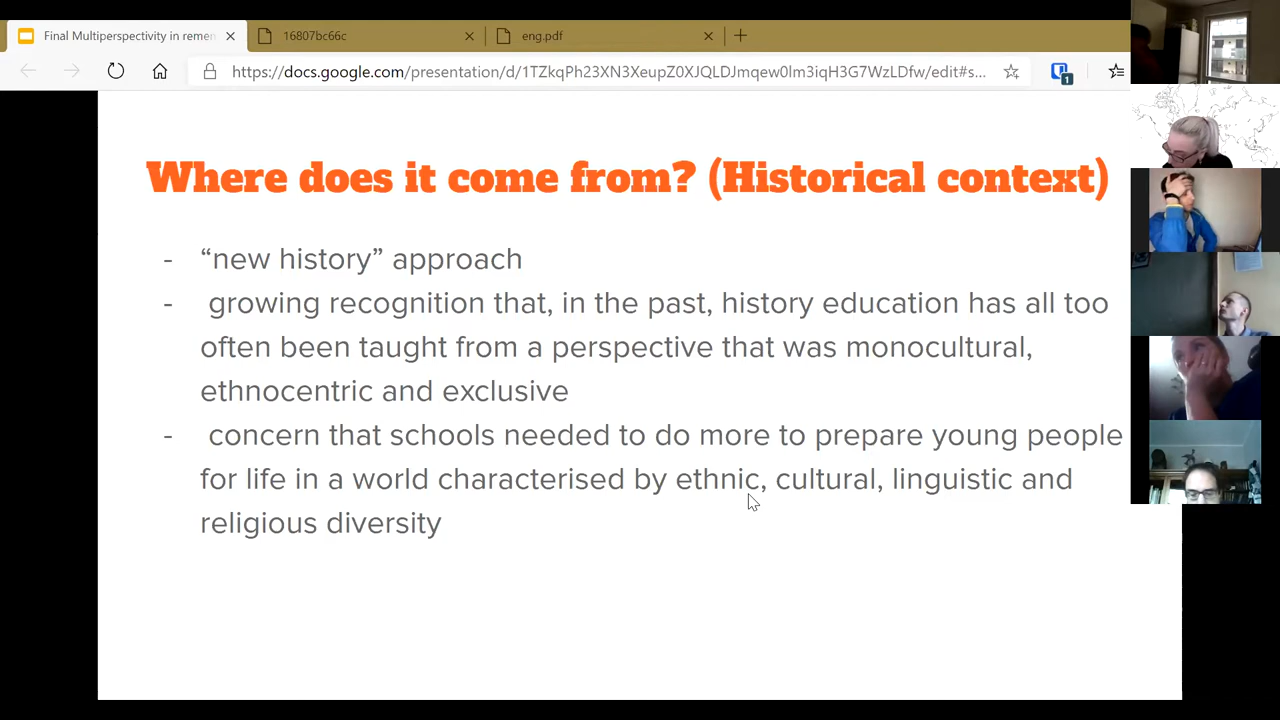 Final Multiperspectivity in remen
16807bc66c
eng.pdf
https://docs.google.com/presentation/d/1TZkqPh23XN3XeupZ0XJQLDJmqew0lm3iqH3G7WzLDfw/edit#s...
1
Where does it come from? (Historical context)
- “new history” approach
- growing recognition that, in the past, history education has all too
often been taught from a perspective that was monocultural,
ethnocentric and exclusive
- concern that schools needed to do more to prepare young people
for life in a world characterised by ethnic, cultural, linguistic and
religious diversity